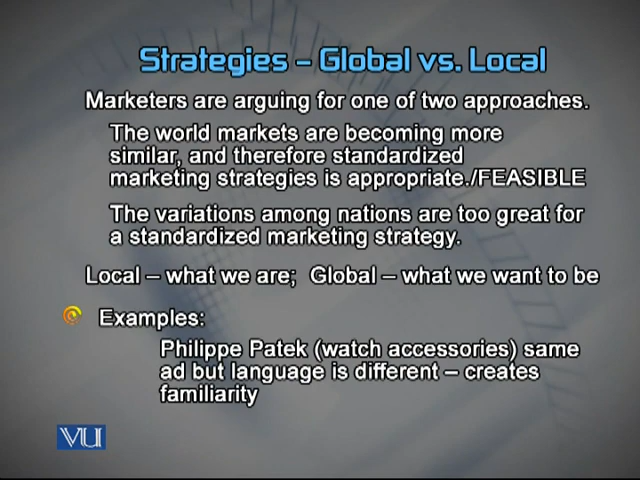 Strategies – Global vs. Local
Marketers are arguing for one of two approaches.
The world markets are becoming more
similar, and therefore standardized
marketing strategies is appropriate./FEASIBLE
The variations among nations are too great for
a standardized marketing strategy.
Local – what we are;  Global – what we want to be
Examples:
Philippe Patek (watch accessories) same
ad but language is different – creates
familiarity
VU